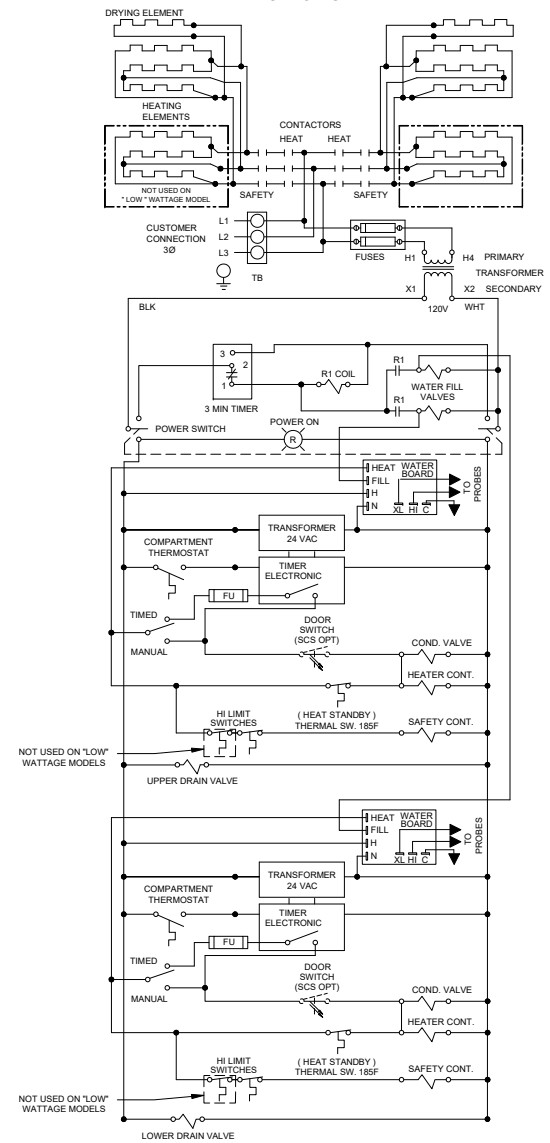 DRYING ELEMENT
HEATING
ELEMENTS
CONTACTORS
HEAT
HEAT
NOT USED ON
" LOW " WATTAGE MODEL
SAFETY
SAFETY
CUSTOMER
CONNECTION
3Ø
L1
L2
L3
TB
FUSES
H1
H4
PRIMARY
TRANSFORMER
X1
X2
SECONDARY
BLK
120V
WHT
3
2
1
3 MIN TIMER
R1 COIL
R1
WATER FILL
VALVES
R1
POWER SWITCH
POWER ON
R
HEAT
FILL
H
N
WATER
BOARD
XL
HI
C
TO
PROBES
TRANSFORMER
24 VAC
COMPARTMENT
THERMOSTAT
TIMER
ELECTRONIC
FU
TIMED
MANUAL
DOOR
SWITCH
(SCS OPT)
COND. VALVE
HEATER CONT.
HI LIMIT
SWITCHES
( HEAT STANDBY )
THERMAL SW. 185F
SAFETY CONT.
NOT USED ON "LOW"
WATTAGE MODELS
UPPER DRAIN VALVE
HEAT
FILL
H
N
WATER
BOARD
XL
HI
C
TO
PROBES
TRANSFORMER
24 VAC
COMPARTMENT
THERMOSTAT
TIMER
ELECTRONIC
FU
TIMED
MANUAL
DOOR
SWITCH
(SCS OPT)
COND. VALVE
HEATER CONT.
HI LIMIT
SWITCHES
( HEAT STANDBY )
THERMAL SW. 185F
SAFETY CONT.
NOT USED ON "LOW"
WATTAGE MODELS
LOWER DRAIN VALVE